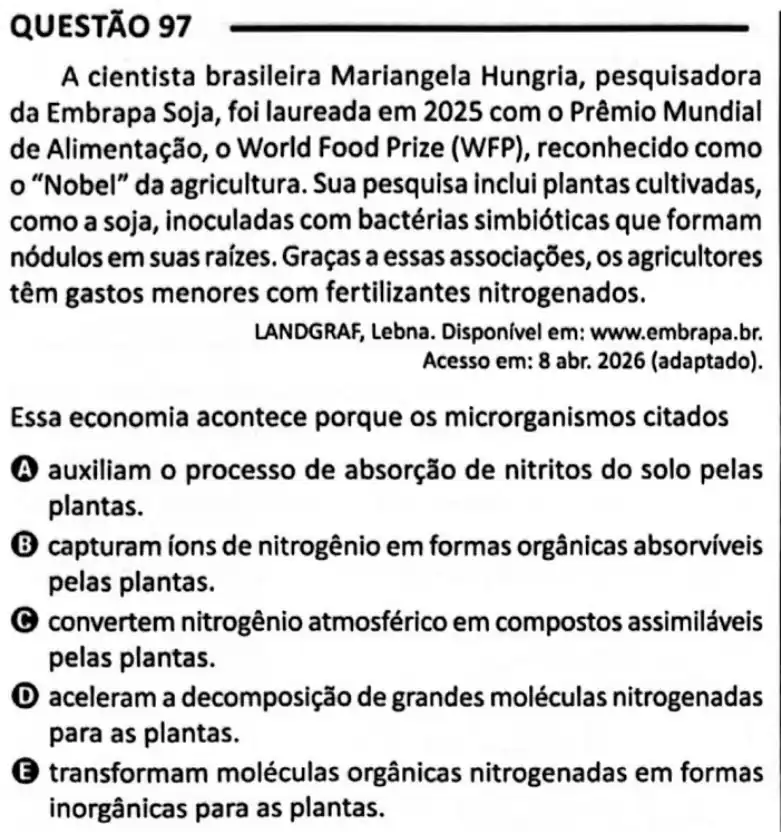 QUESTÃO 97
A cientista brasileira Mariangela Hungria, pesquisadora
da Embrapa Soja, foi laureada em 2025 com o Prêmio Mundial
de Alimentação, o World Food Prize (WFP), reconhecido como
o "Nobel" da agricultura. Sua pesquisa inclui plantas cultivadas,
como a soja, inoculadas com bactérias simbióticas que formam
nódulos em suas raízes. Graças a essas associações, os agricultores
têm gastos menores com fertilizantes nitrogenados.
LANDGRAF, Lebna. Disponível em: www.embrapa.br.
Acesso em: 8 abr. 2026 (adaptado).
Essa economia acontece porque os microrganismos citados
A auxiliam o processo de absorção de nitritos do solo pelas
plantas.
B capturam íons de nitrogênio em formas orgânicas absorvíveis
pelas plantas.
C convertem nitrogênio atmosférico em compostos assimiláveis
pelas plantas.
D aceleram a decomposição de grandes moléculas nitrogenadas
para as plantas.
E transformam moléculas orgânicas nitrogenadas em formas
inorgânicas para as plantas.